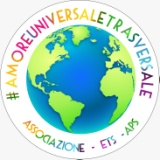 #AMOREUNIVERSALETRASVERSALE
ASSOCIAZIONE - ETS - APS